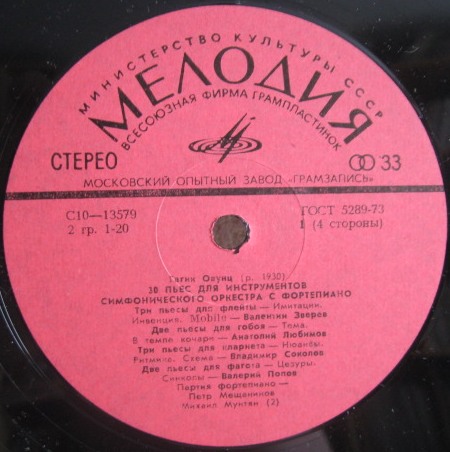 МИНИСТЕРСТВО КУЛЬТУРЫ СССР
МЕЛОДИЯ
ВСЕСОЮЗНАЯ ФИРМА ГРАМПЛАСТИНОК
СТЕРЕО
33
МОСКОВСКИЙ ОПЫТНЫЙ ЗАВОД «ГРАМЗАПИСЬ»
С10—13579
ГОСТ 5289-73
2 гр. 1-20
1 (4 стороны)
Гагик Овунц (р. 1930)
30 ПЬЕС ДЛЯ ИНСТРУМЕНТОВ
СИМФОНИЧЕСКОГО ОРКЕСТРА С ФОРТЕПИАНО
Три пьесы для флейты — Имитации.
Инвенция. Mobile — Валентин Зверев
Две пьесы для гобоя — Тема.
В темпе кочари — Анатолий Любимов
Три пьесы для кларнета — Нюансы.
Ритмика. Схема — Владимир Соколов
Две пьесы для фагота — Цезуры.
Синкопы — Валерий Попов
Партия фортепиано —
Петр Мещанинов
Михаил Мунтян (2)